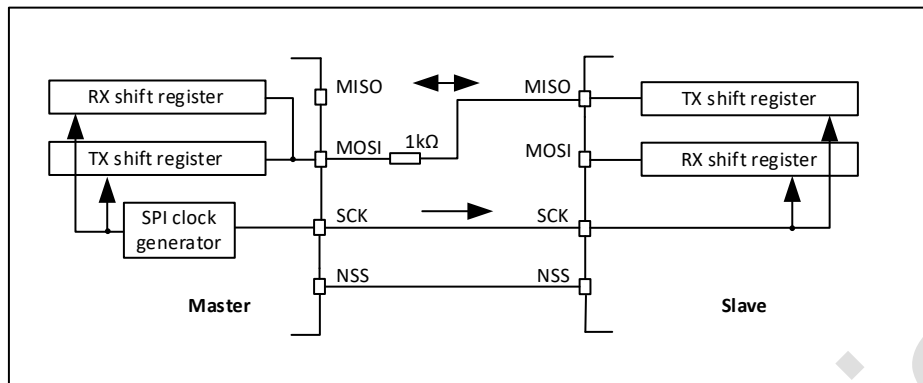 RX shift register
MISO
MISO
TX shift register
TX shift register
MOSI
1kΩ
MOSI
RX shift register
SPI clock
generator
SCK
SCK
NSS
NSS
Master
Slave